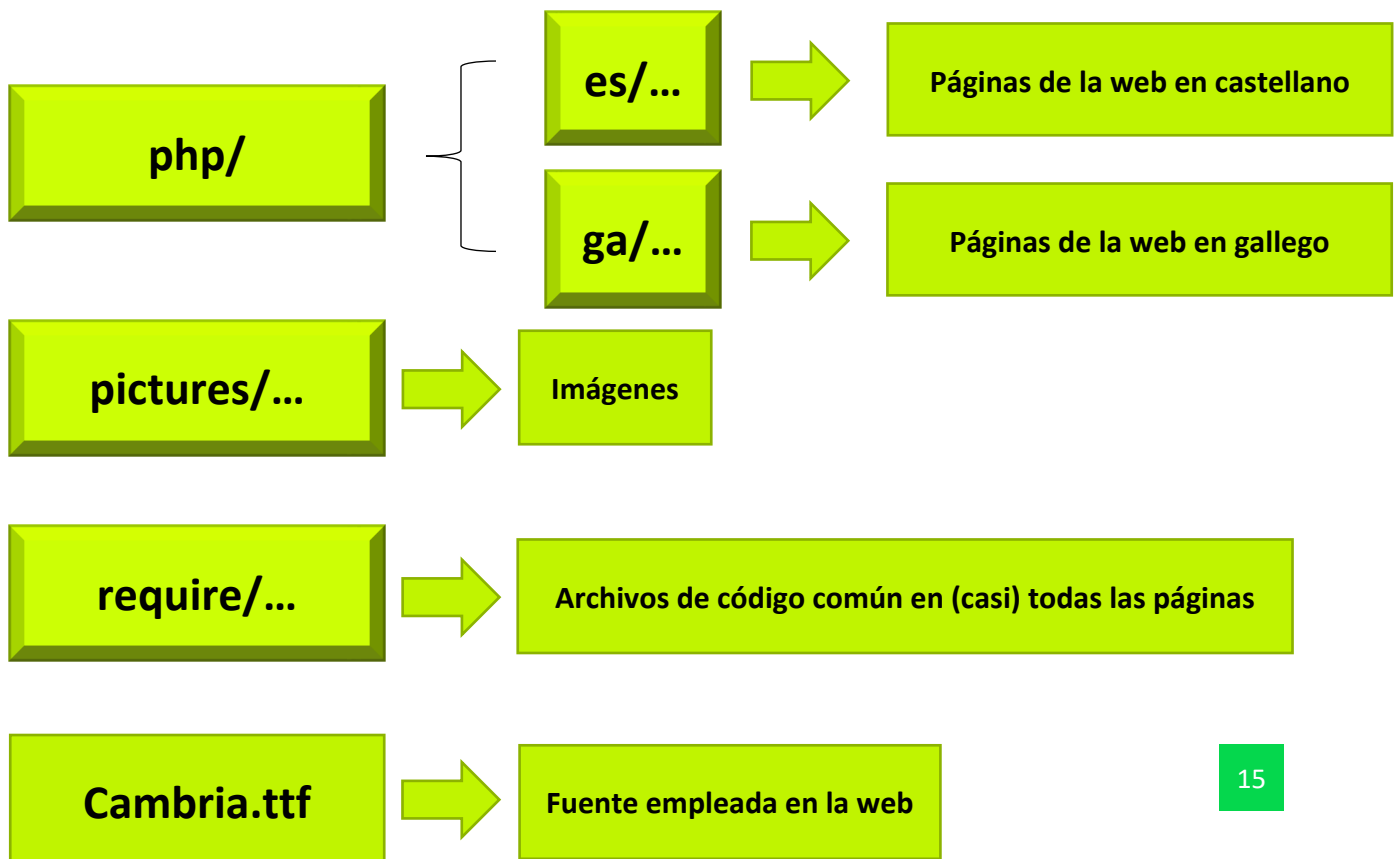 php/
es/…
Páginas de la web en castellano
ga/…
Páginas de la web en gallego
pictures/…
Imágenes
require/…
Archivos de código común en (casi) todas las páginas
Cambria.ttf
Fuente empleada en la web
15